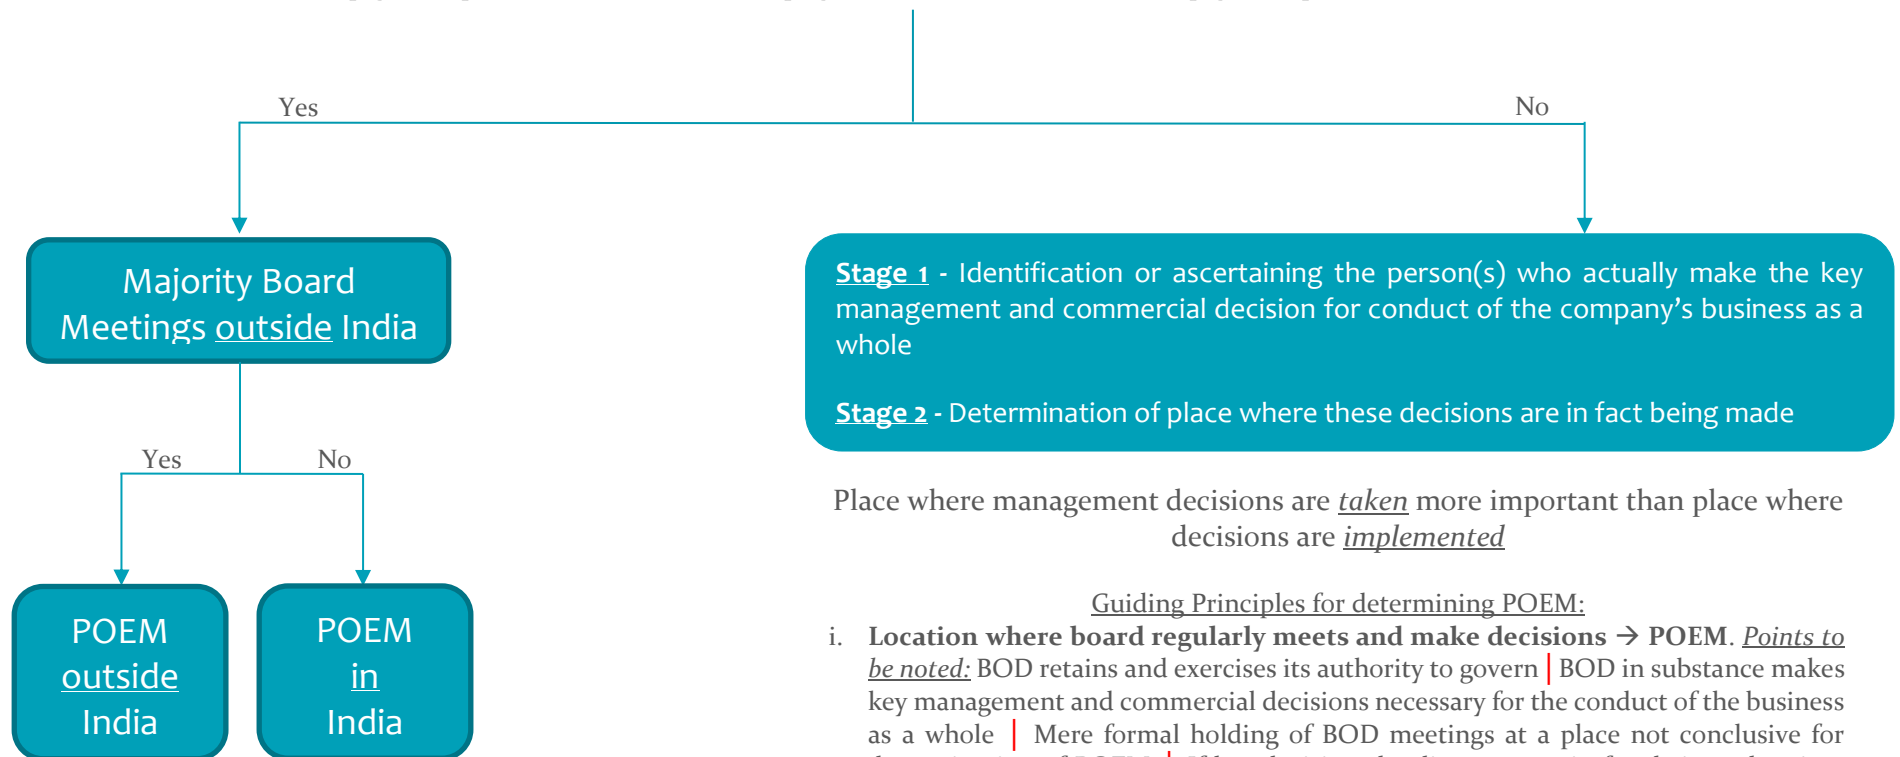 Yes
No
Majority Board
Meetings outside India
Stage 1 - Identification or ascertaining the person(s) who actually make the key
management and commercial decision for conduct of the company's business as a
whole
Stage 2 - Determination of place where these decisions are in fact being made
Yes
No
POEM
outside
India
POEM
in
India
Place where management decisions are taken more important than place where
decisions are implemented
Guiding Principles for determining POEM:
i. Location where board regularly meets and make decisions → POEM. Points to
be noted: BOD retains and exercises its authority to govern | BOD in substance makes
key management and commercial decisions necessary for the conduct of the business
as a whole | Mere formal holding of BOD meetings at a place not conclusive for